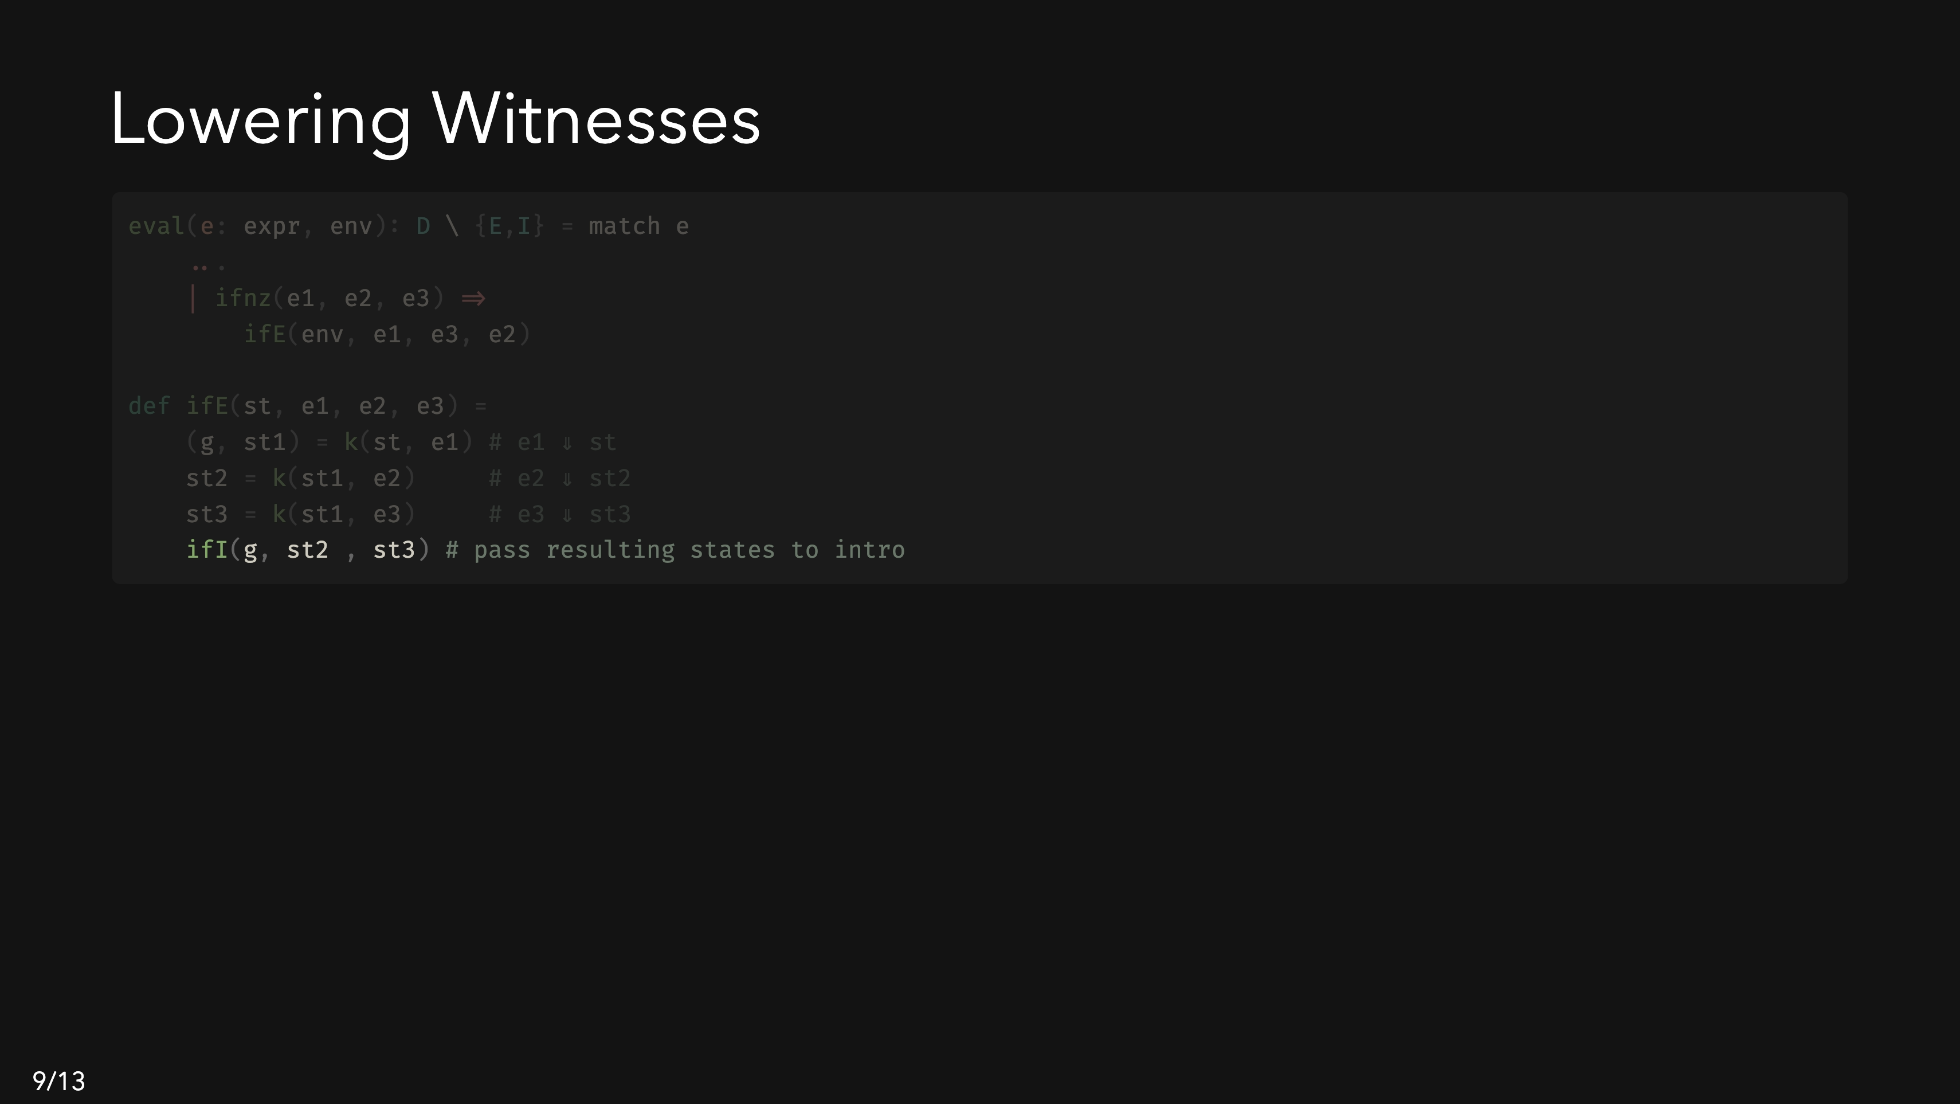 Lowering Witnesses
eval(e: expr, env): D \ {E,I} = match e
...
| ifnz(e1, e2, e3) ⇒
ifE(env, e1, e3, e2)
def ifE(st, e1, e2, e3) =
(g, st1) = k(st, e1) # e1 ⇓ st
st2 = k(st1, e2) # e2 ⇓ st2
st3 = k(st1, e3) # e3 ⇓ st3
ifI(g, st2 , st3) # pass resulting states to intro
9/13